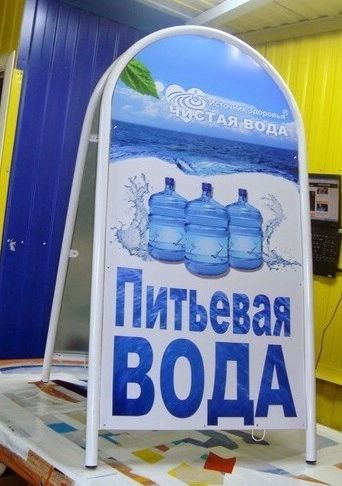 Источник Здоровья®
ЧИСТАЯ ВОДА
Питьевая
ВОДА